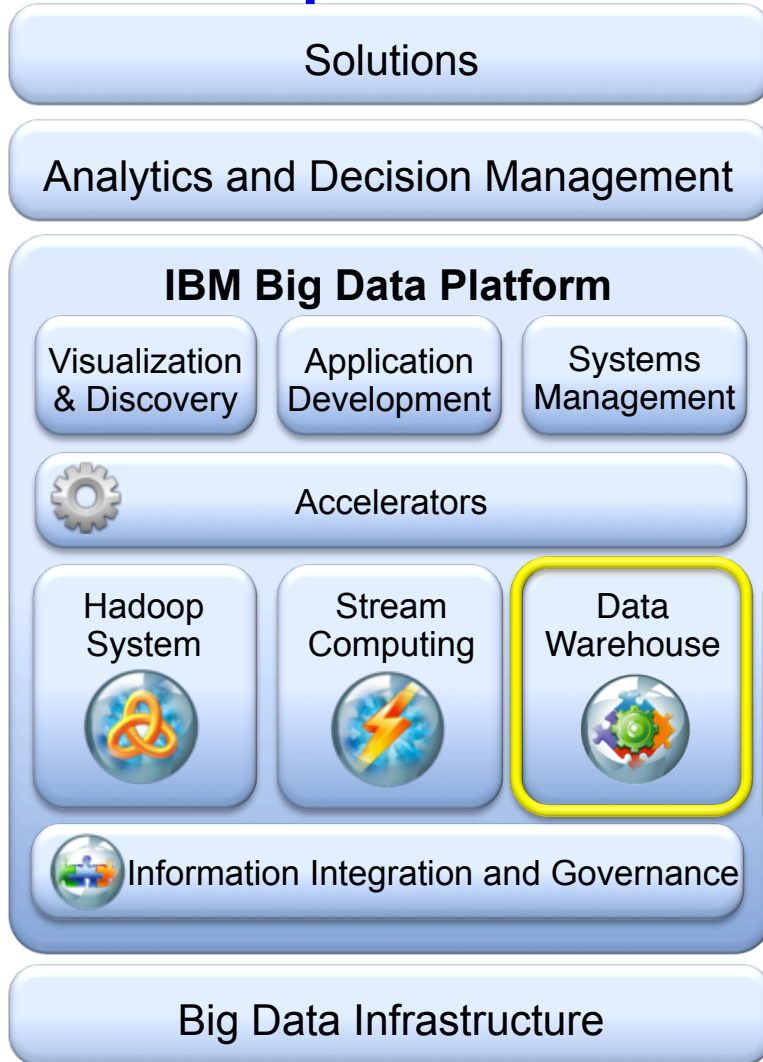 Solutions
Analytics and Decision Management
IBM Big Data Platform
Visualization
& Discovery
Application
Development
Systems
Management
Accelerators
Hadoop
System
Stream
Computing
Data
Warehouse
Information Integration and Governance
Big Data Infrastructure